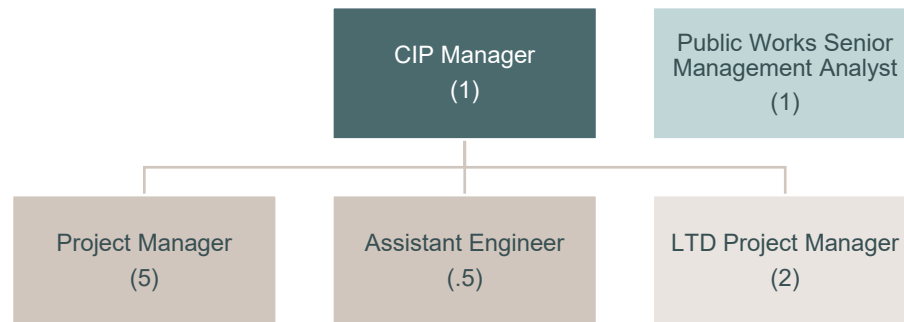 CIP Manager
(1)
Public Works Senior
Management Analyst
(1)
Project Manager
(5)
Assistant Engineer
(.5)
LTD Project Manager
(2)